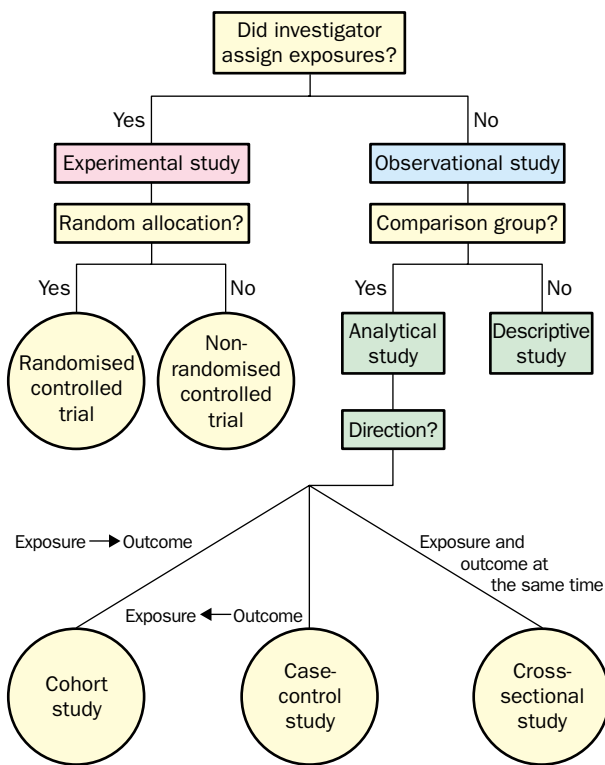 Did investigator
assign exposures?
Yes
No
Experimental study
Observational study
Random allocation?
Comparison group?
Yes
No
Yes
No
Randomised
controlled
trial
Non-
randomised
controlled
trial
Analytical
study
Descriptive
study
Direction?
Exposure → Outcome
Exposure and
outcome at
the same time
Exposure ← Outcome
Cohort
study
Case-
control
study
Cross-
sectional
study